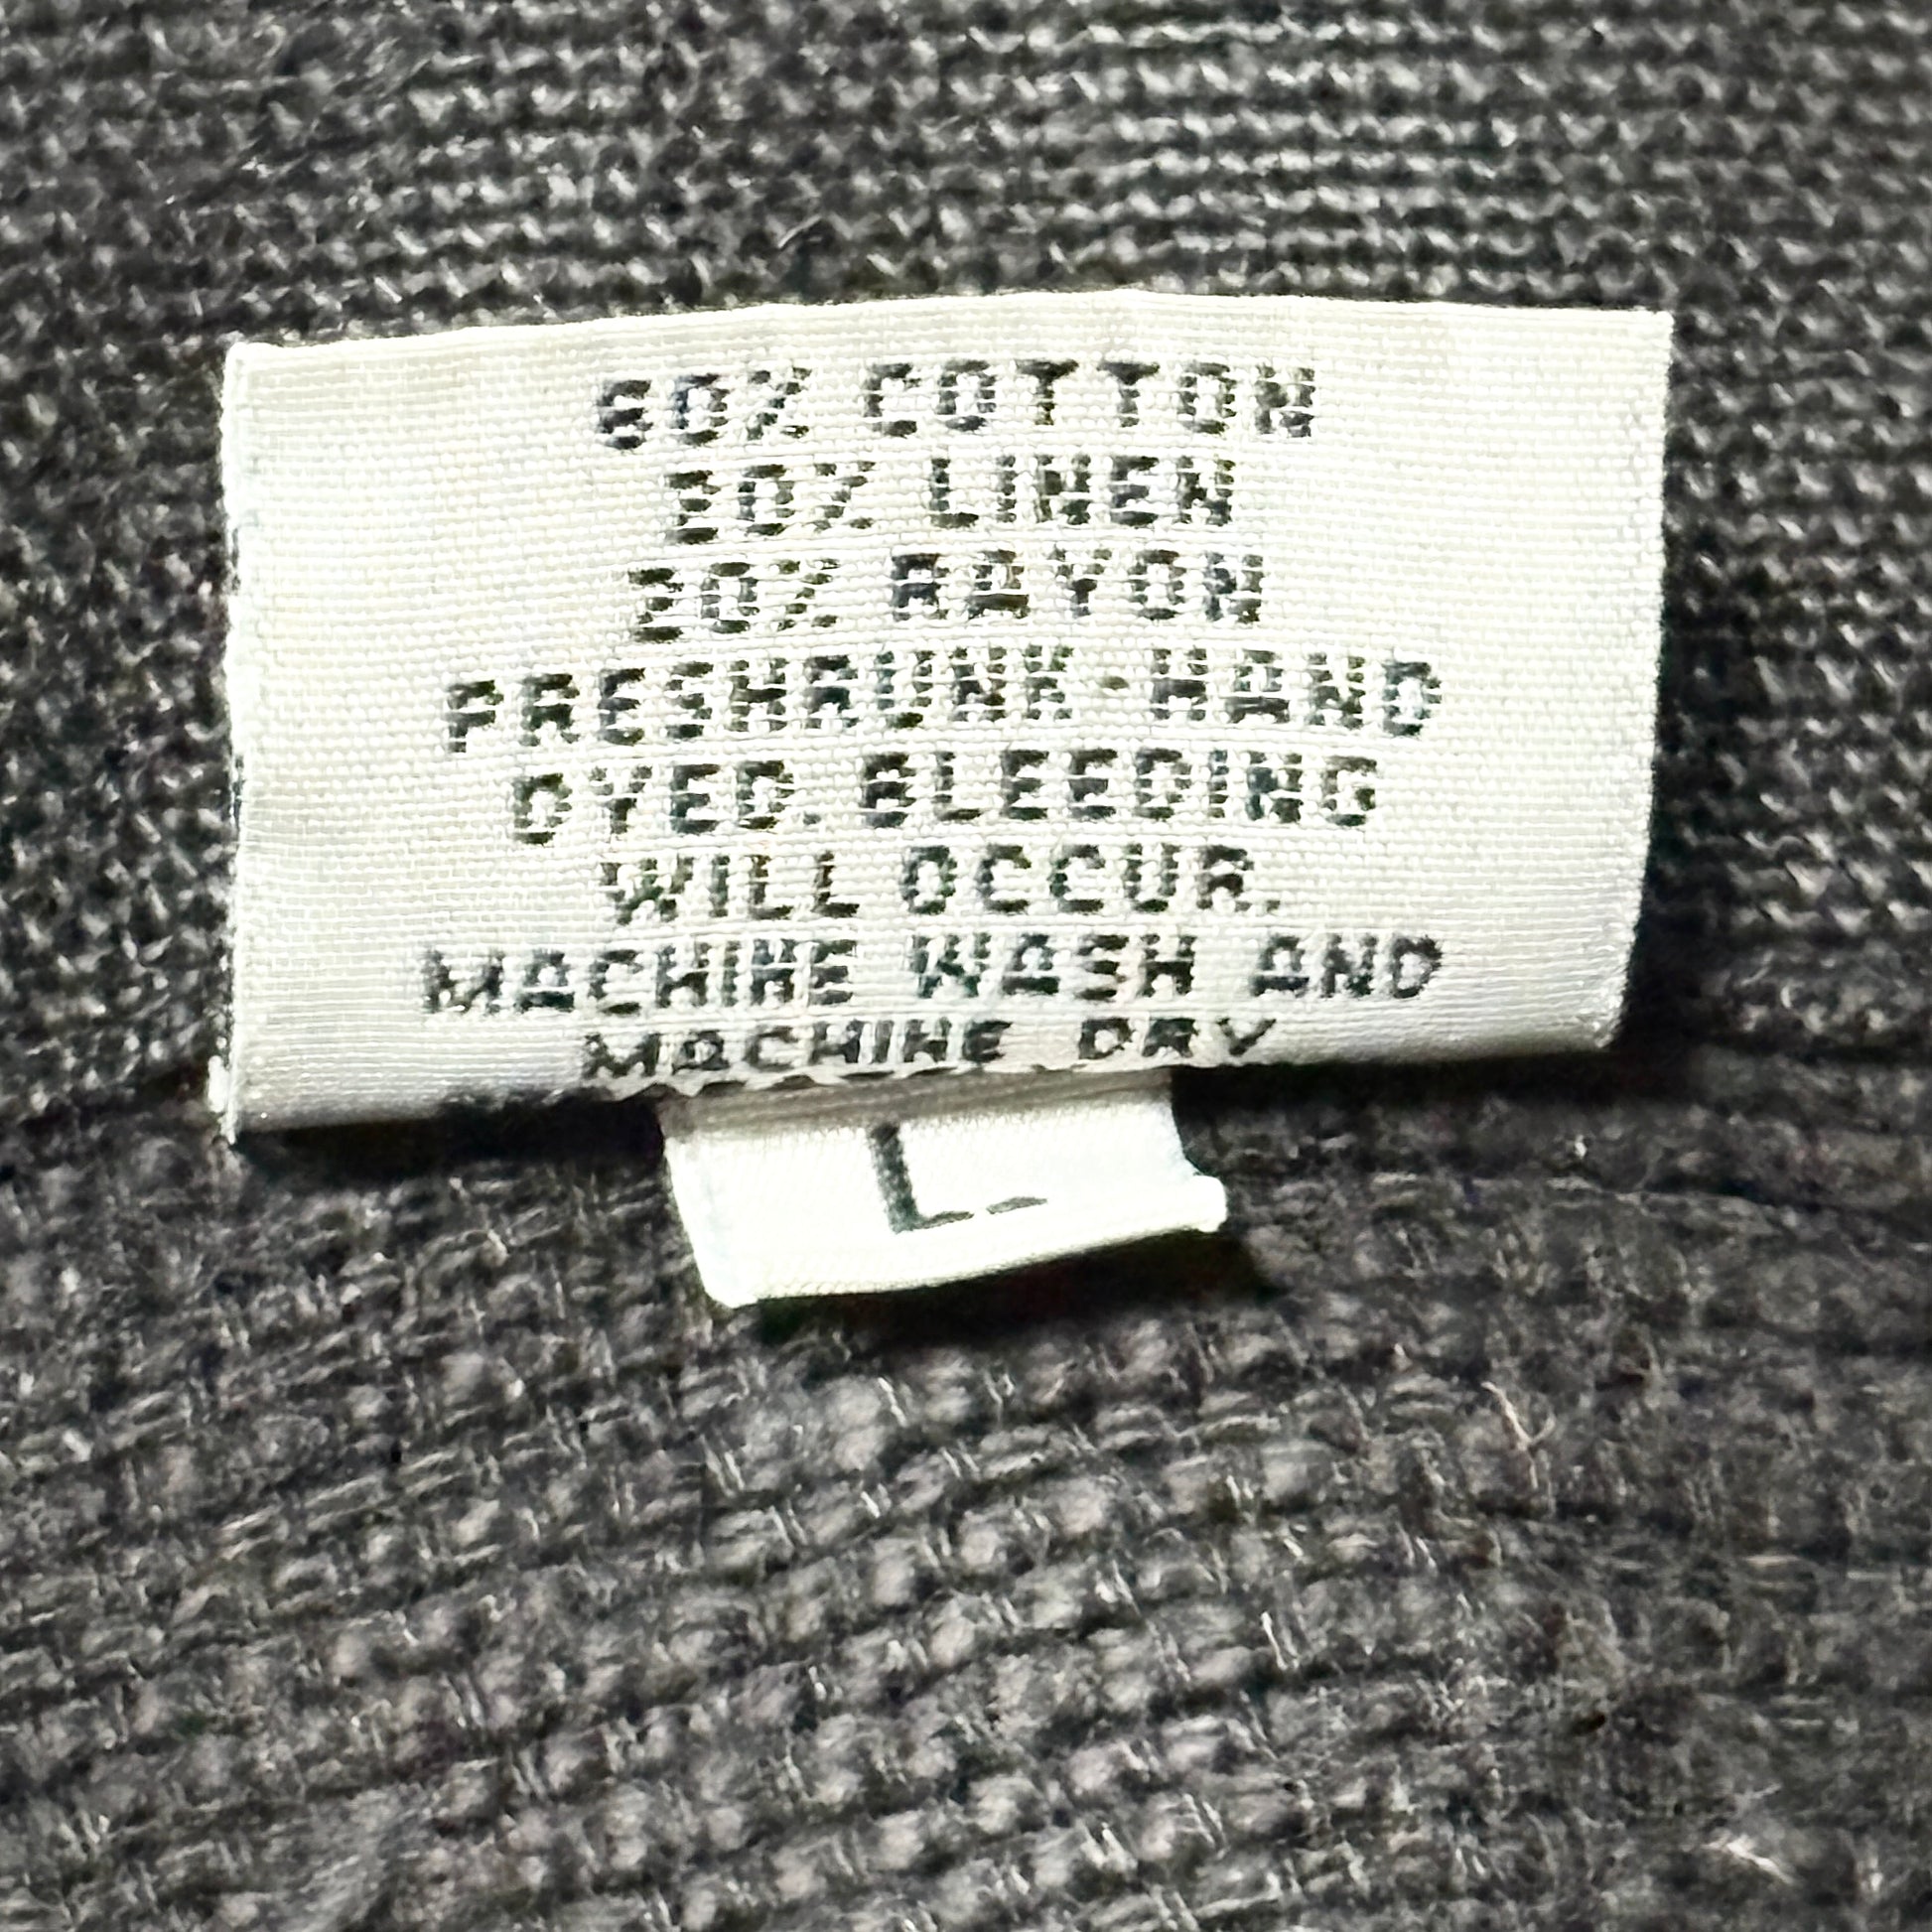 60% COTTON
20% LINEN
20% RAYON
PRESHRUNK-HAND
DYED. BLEEDING
WILL OCCUR.
MACHINE WASH AND
MACHINE DRY
L